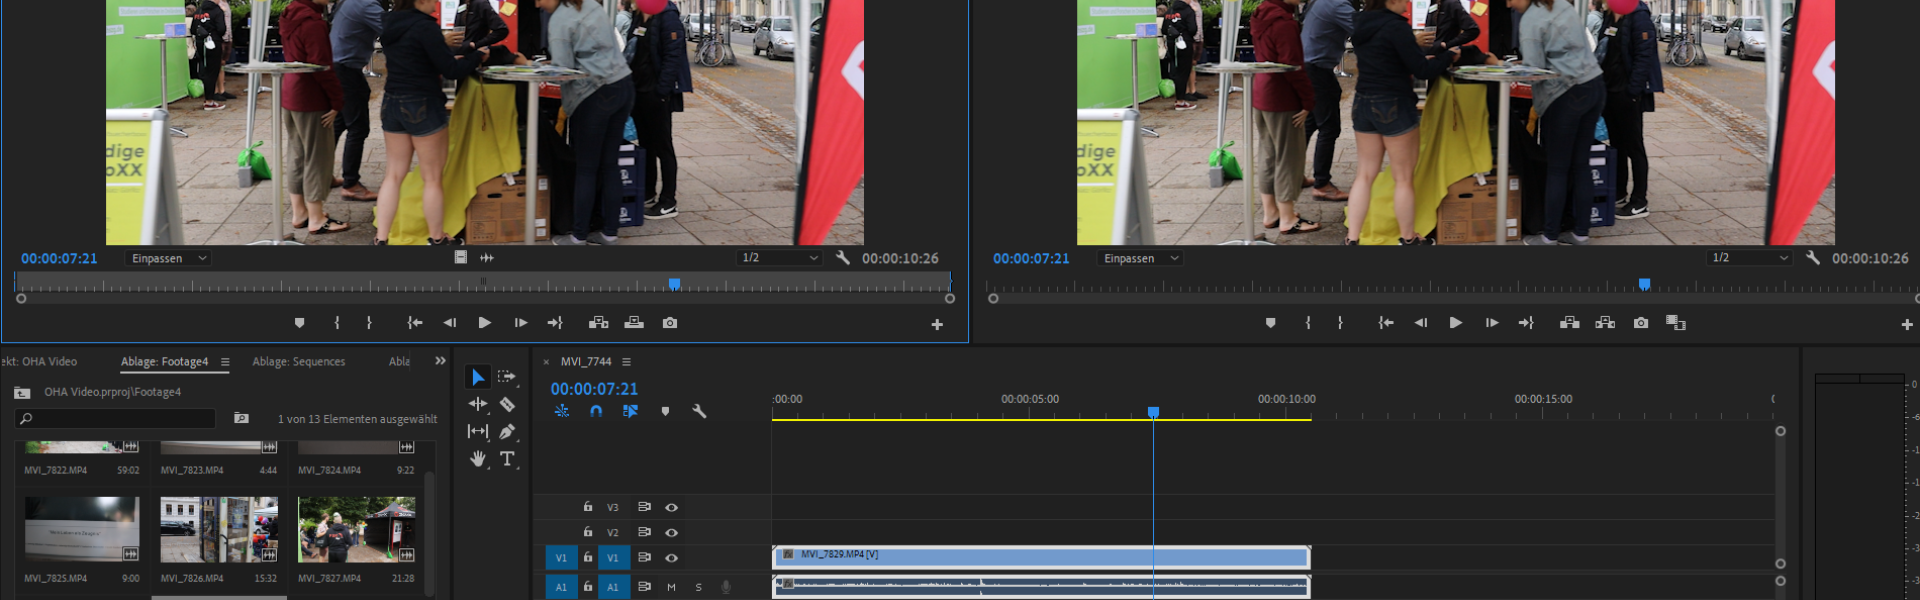 dige
oXX
dige
oXX
00:00:07:21
Einpassen
1/2
00:00:10:26
00:00:07:21
Einpassen
1/2
00:00:10:26
ekt: OHA Video
Ablage: Footage4
Ablage: Sequences
Abla
OHA Video.prproj\Footage4
1 von 13 Elementen ausgewählt
MVI_7822.MP4 59:02
MVI_7823.MP4 4:44
MVI_7824.MP4 9:22
MVI_7825.MP4 9:00
MVI_7826.MP4 15:32
MVI_7827.MP4 21:28
T
× MVI_7744
00:00:07:21
:00:00
00:00:05:00
00:00:10:00
00:00:15:00
V3
V2
V1 V1
MVI_7829.MP4 [V]
A1 A1 M S
fx
0